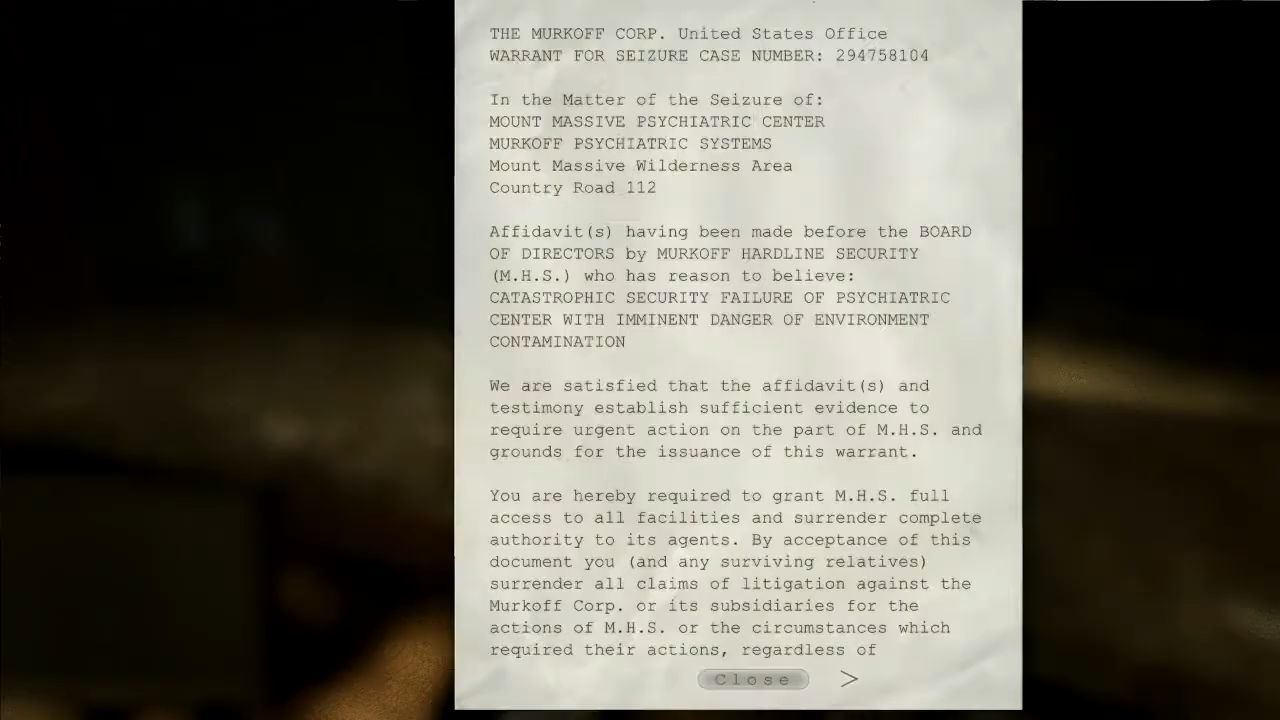 THE MURKOFF CORP. United States Office
WARRANT FOR SEIZURE CASE NUMBER: 294758104
In the Matter of the Seizure of:
MOUNT MASSIVE PSYCHIATRIC CENTER
MURKOFF PSYCHIATRIC SYSTEMS
Mount Massive Wilderness Area
Country Road 112
Affidavit(s) having been made before the BOARD
OF DIRECTORS by MURKOFF HARDLINE SECURITY
(M.H.S.) who has reason to believe:
CATASTROPHIC SECURITY FAILURE OF PSYCHIATRIC
CENTER WITH IMMINENT DANGER OF ENVIRONMENT
CONTAMINATION
We are satisfied that the affidavit(s) and
testimony establish sufficient evidence to
require urgent action on the part of M.H.S. and
grounds for the issuance of this warrant.
You are hereby required to grant M.H.S. full
access to all facilities and surrender complete
authority to its agents. By acceptance of this
document you (and any surviving relatives)
surrender all claims of litigation against the
Murkoff Corp. or its subsidiaries for the
actions of M.H.S. or the circumstances which
required their actions, regardless of
Close >